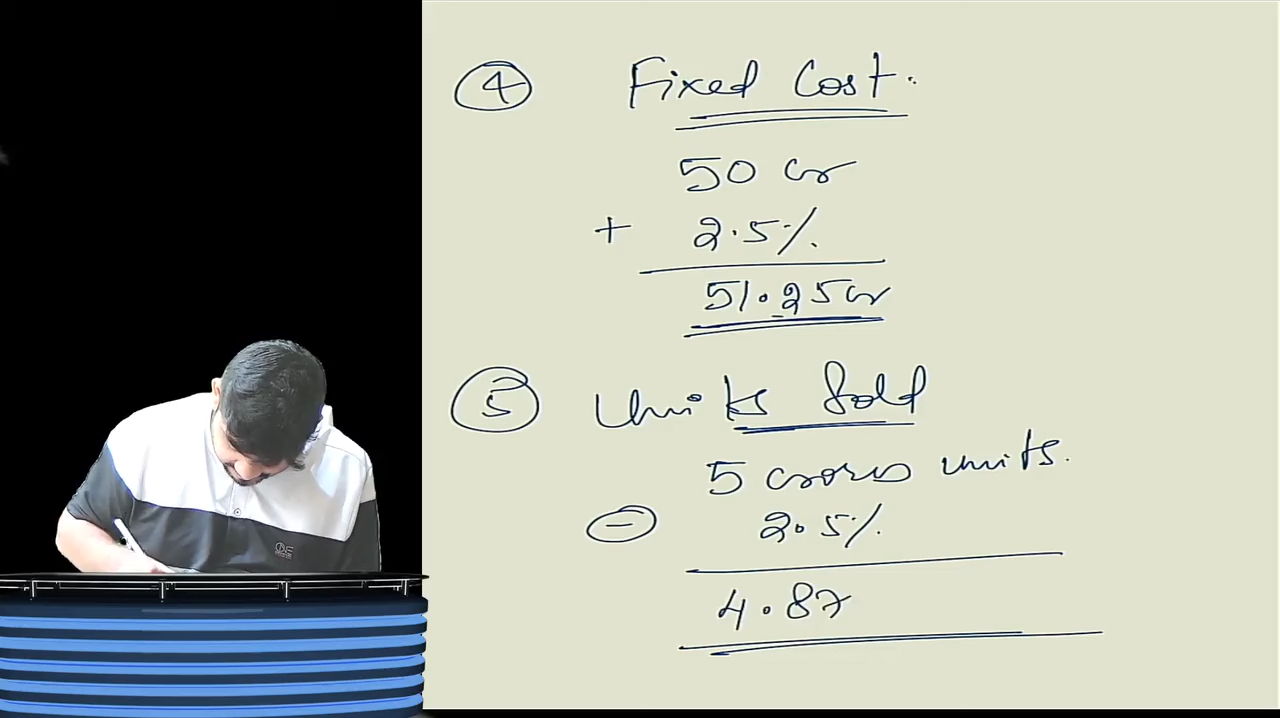 ④ Fixed Cost.
50 Cr
+ 2.5%
51.25 Cr
⑤ Units Sold
5 crores units.
⊖ 2.5%
4.87